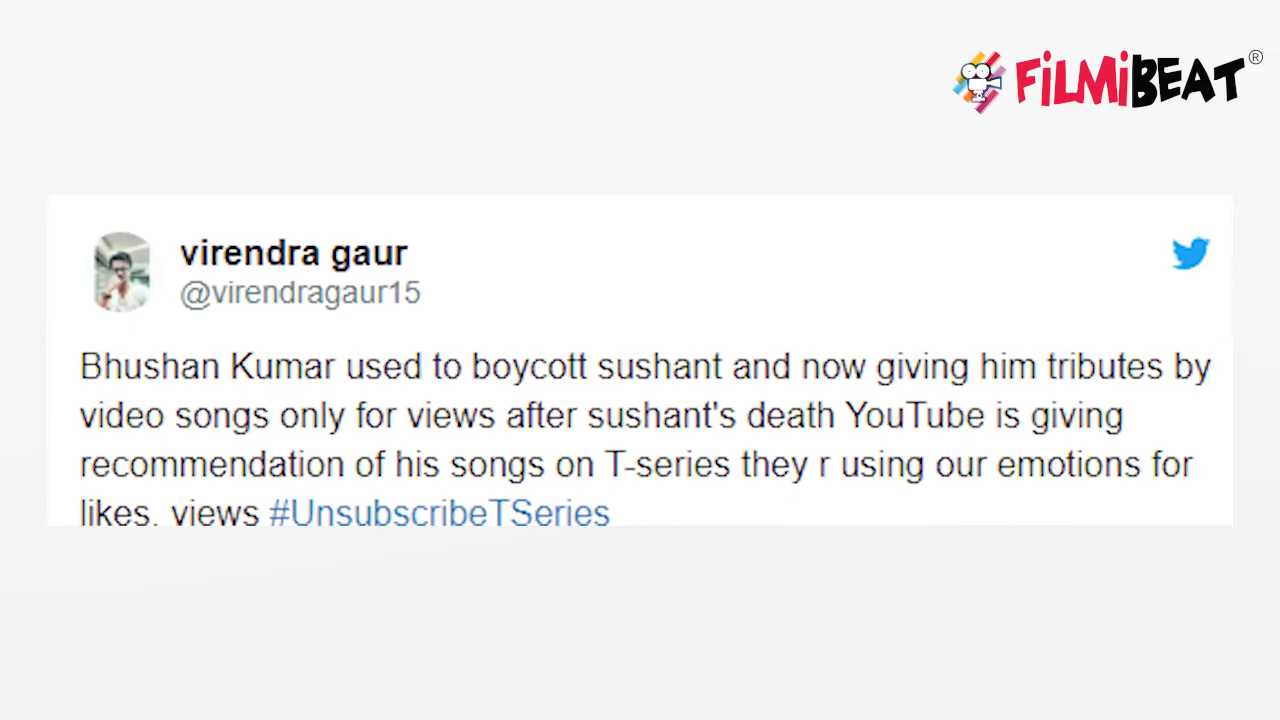 FiLMiBEAT®
virendra gaur
@virendragaur15
Bhushan Kumar used to boycott sushant and now giving him tributes by
video songs only for views after sushant's death YouTube is giving
recommendation of his songs on T-series they r using our emotions for
likes, views #UnsubscribeTSeries